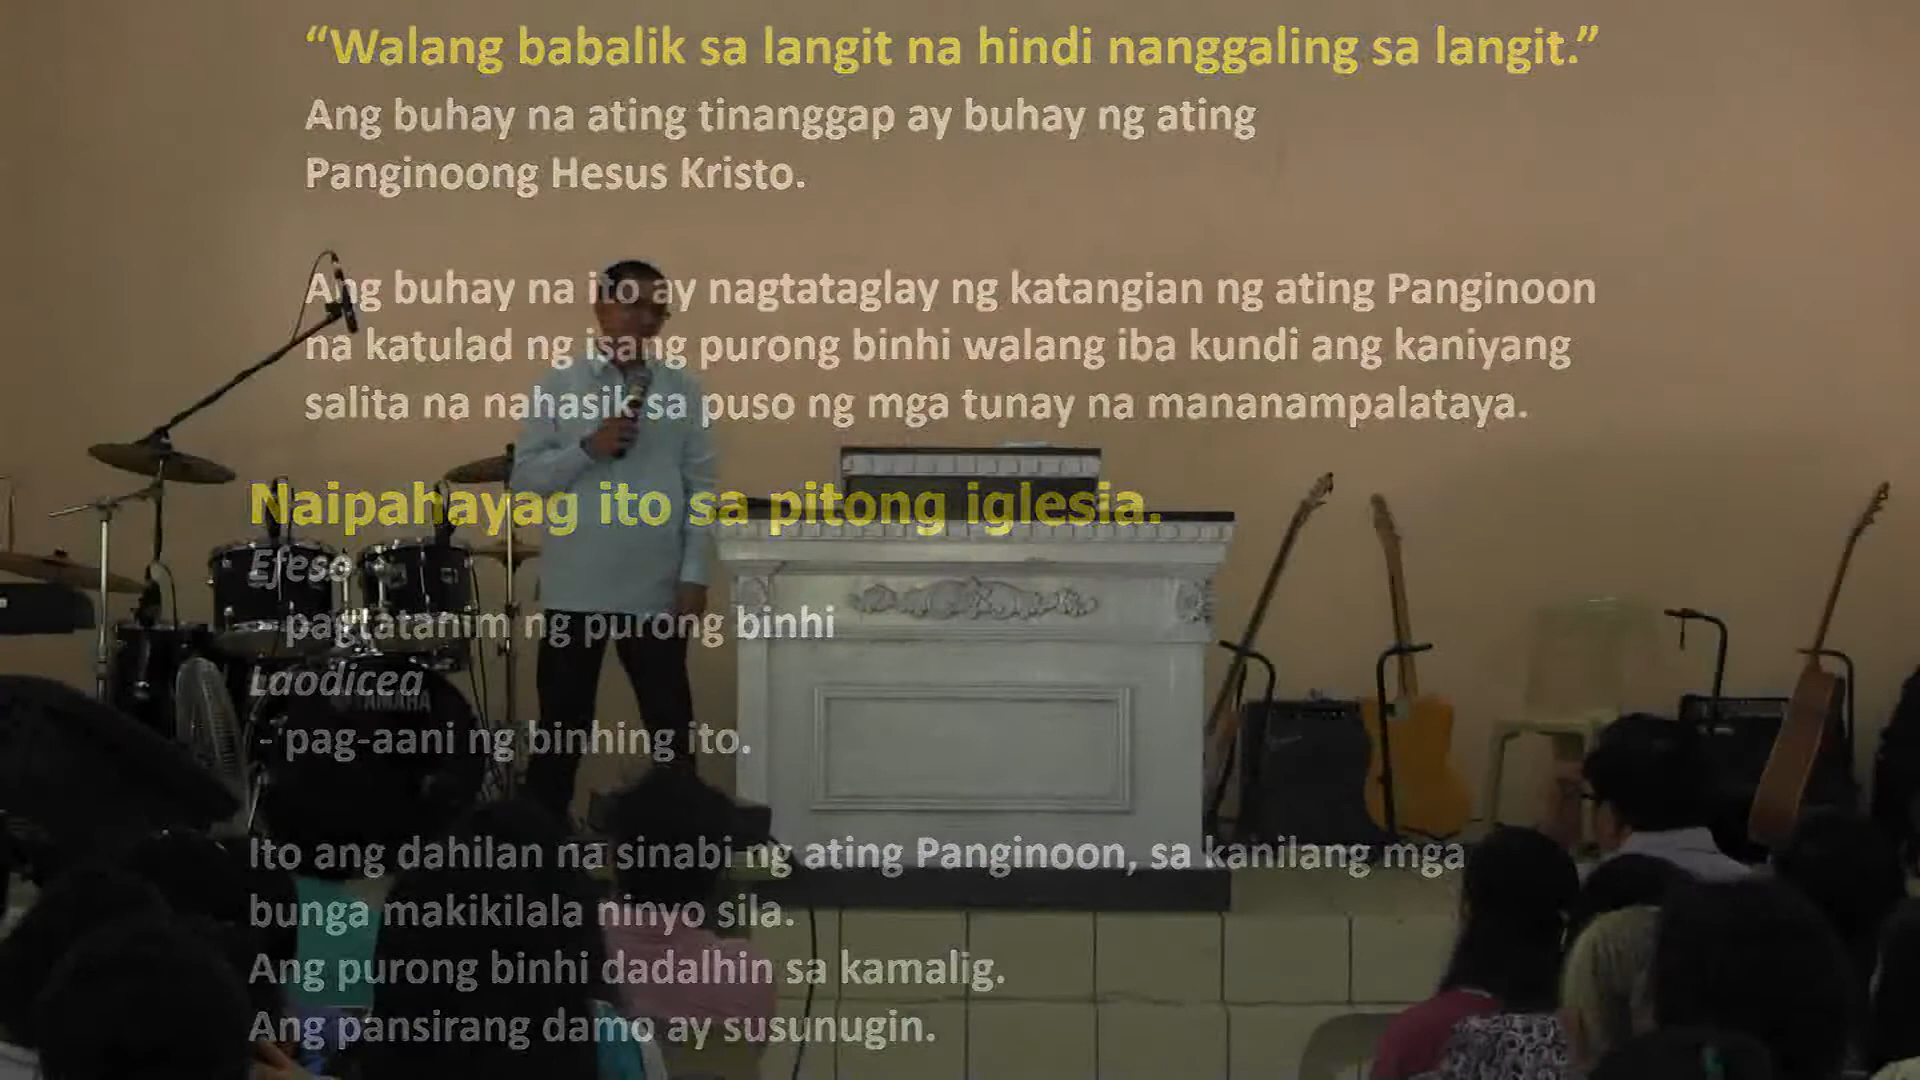 “Walang babalik sa langit na hindi nanggaling sa langit.”
Ang buhay na ating tinanggap ay buhay ng ating
Panginoong Hesus Kristo.
Ang buhay na ito ay nagtataglay ng katangian ng ating Panginoon
na katulad ng isang purong binhi walang iba kundi ang kaniyang
salita na nahasik sa puso ng mga tunay na mananampalataya.
Naipahayag ito sa pitong iglesia.
Efeso
- pagtatanim ng purong binhi
Laodicea
YAMAHA
- pag-aani ng binhing ito.
Ito ang dahilan na sinabi ng ating Panginoon, sa kanilang mga
bunga makikilala ninyo sila.
Ang purong binhi dadalhin sa kamalig.
Ang pansirang damo ay susunugin.